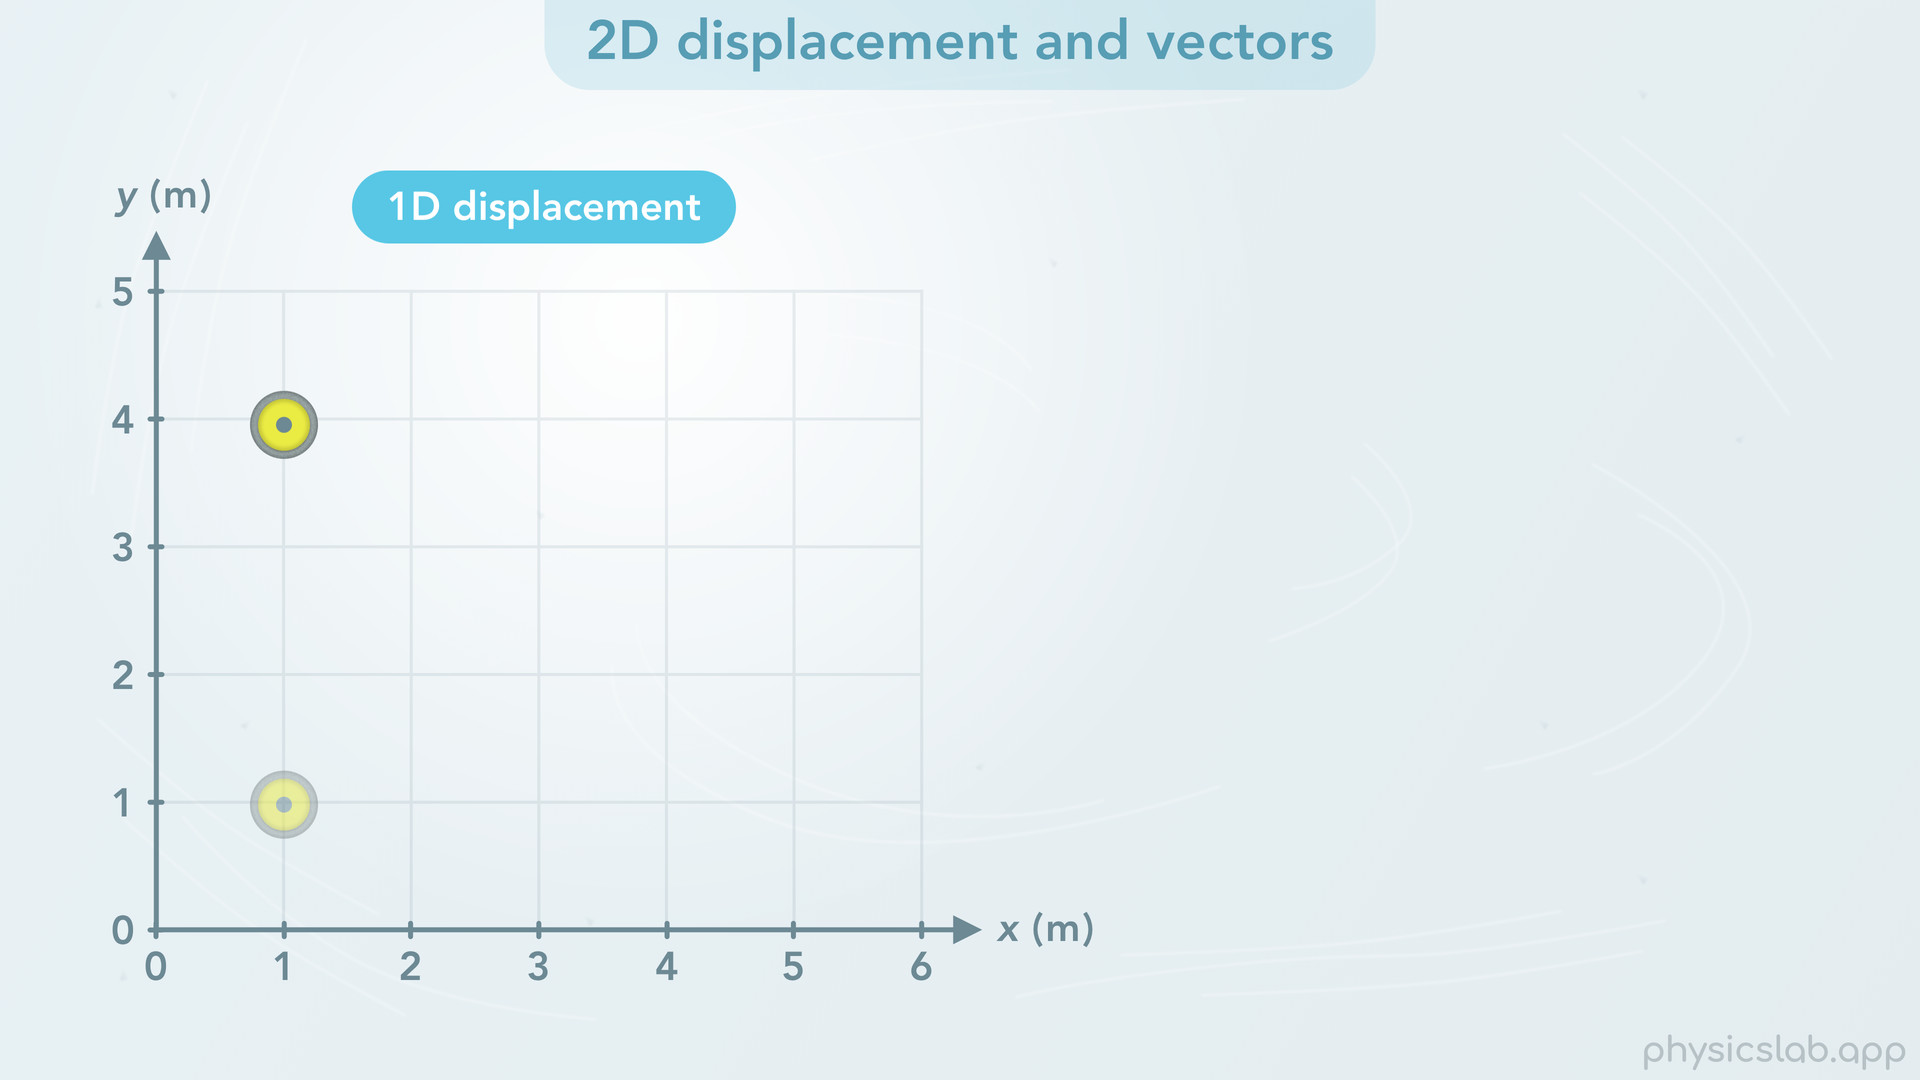 2D displacement and vectors
1D displacement
y (m)
5
4
3
2
1
0
0 1 2 3 4 5 6
x (m)
physicslab.app